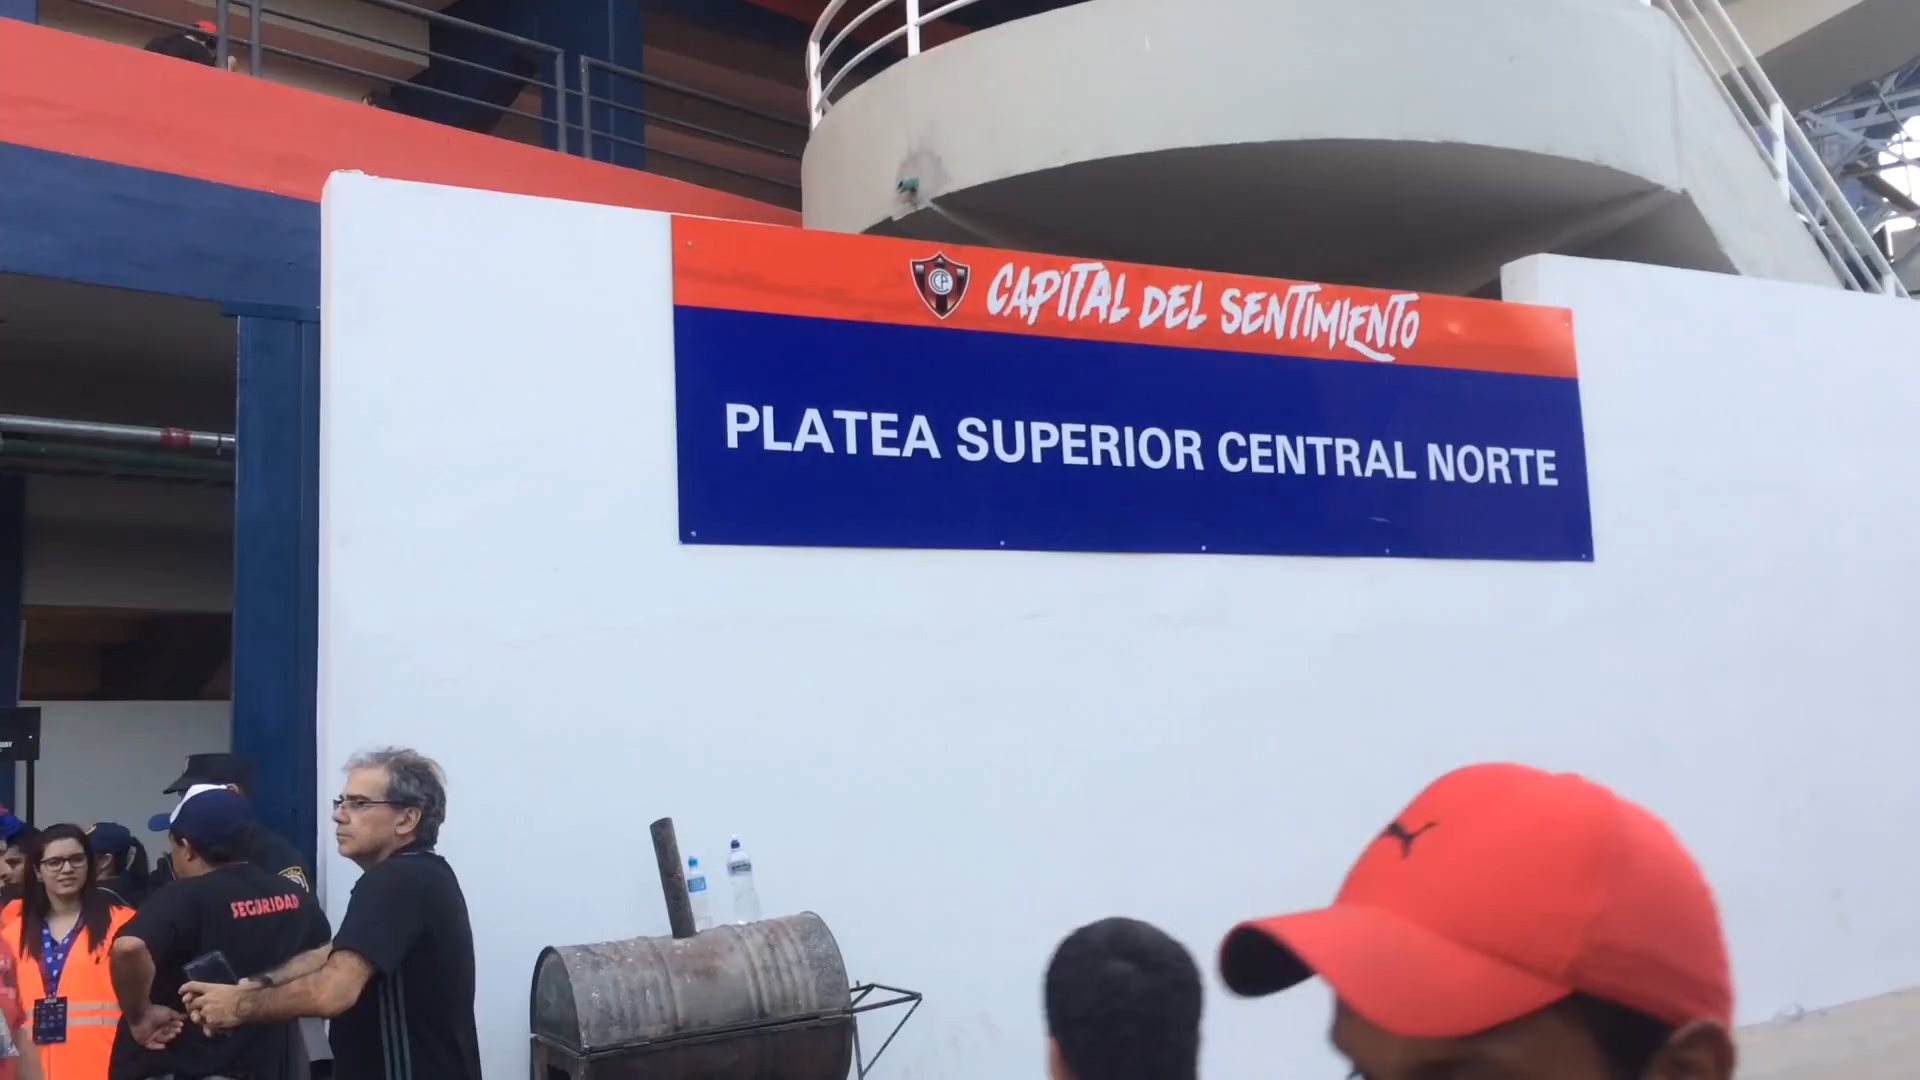 CAPITAL DEL SENTIMIENTO
PLATEA SUPERIOR CENTRAL NORTE
SEGURIDAD